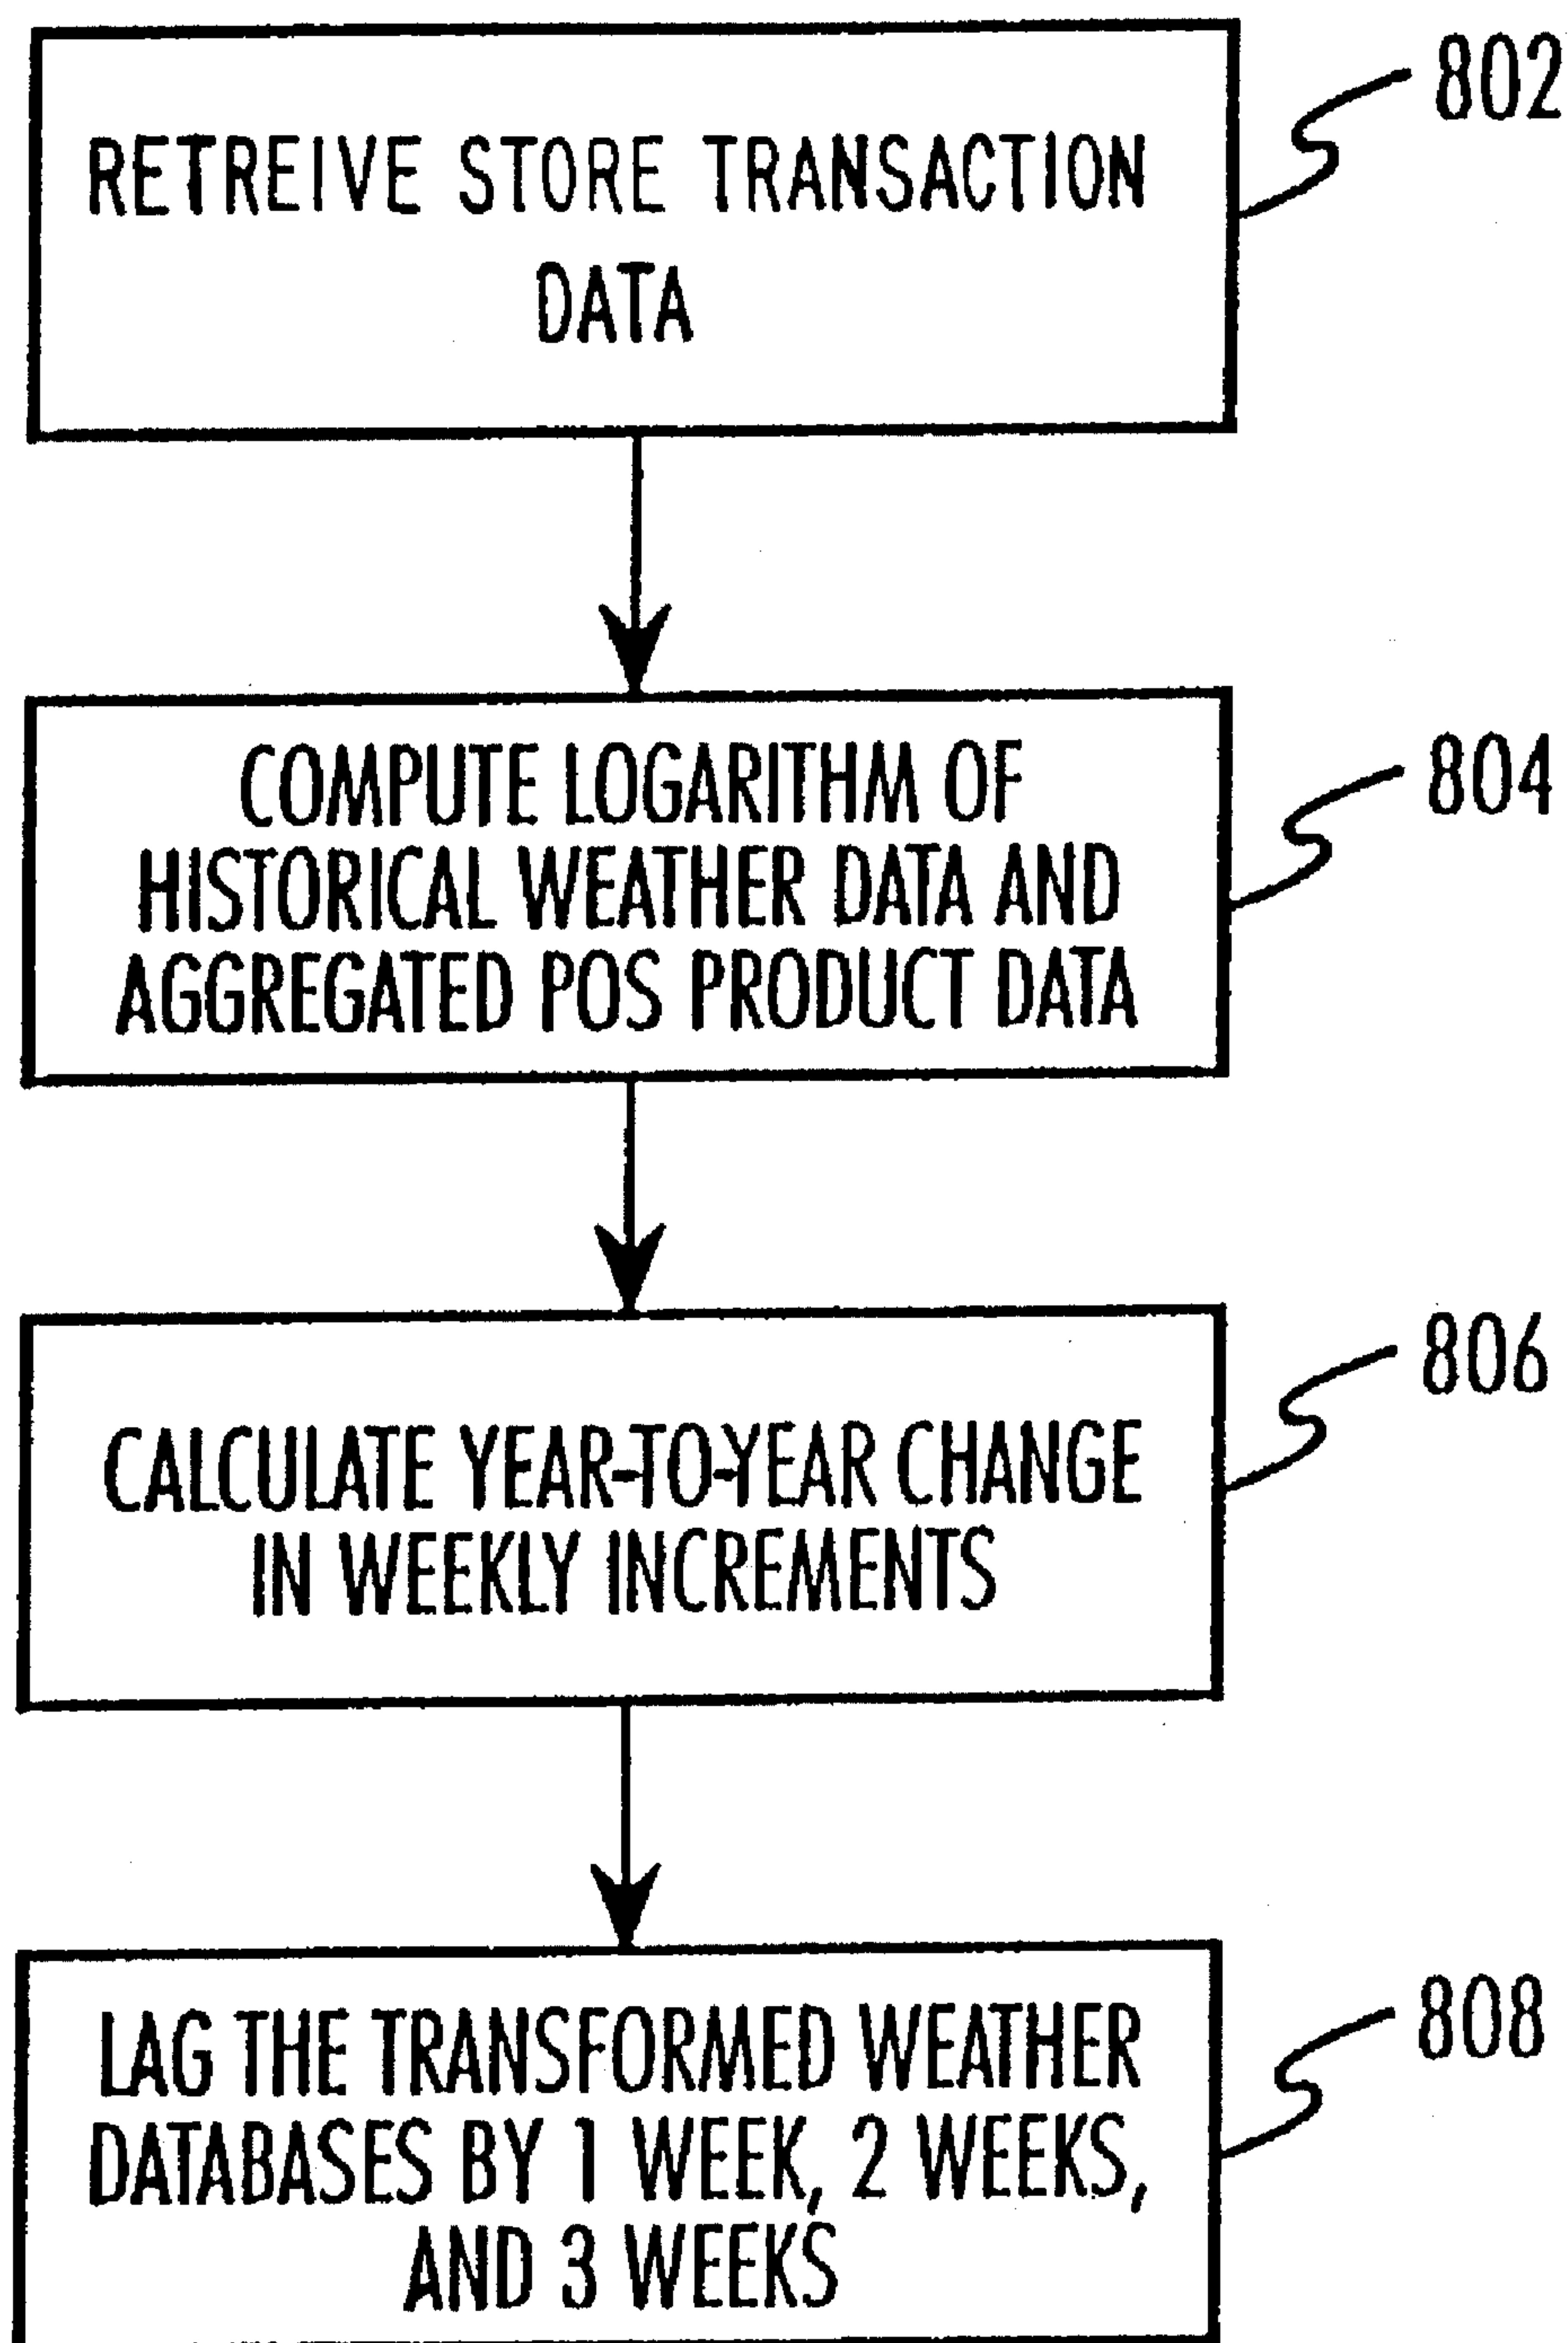 RETREIVE STORE TRANSACTION
DATA
802
COMPUTE LOGARITHM OF
HISTORICAL WEATHER DATA AND
AGGREGATED POS PRODUCT DATA
804
CALCULATE YEAR-TO-YEAR CHANGE
IN WEEKLY INCREMENTS
806
LAG THE TRANSFORMED WEATHER
DATABASES BY 1 WEEK, 2 WEEKS,
AND 3 WEEKS
808